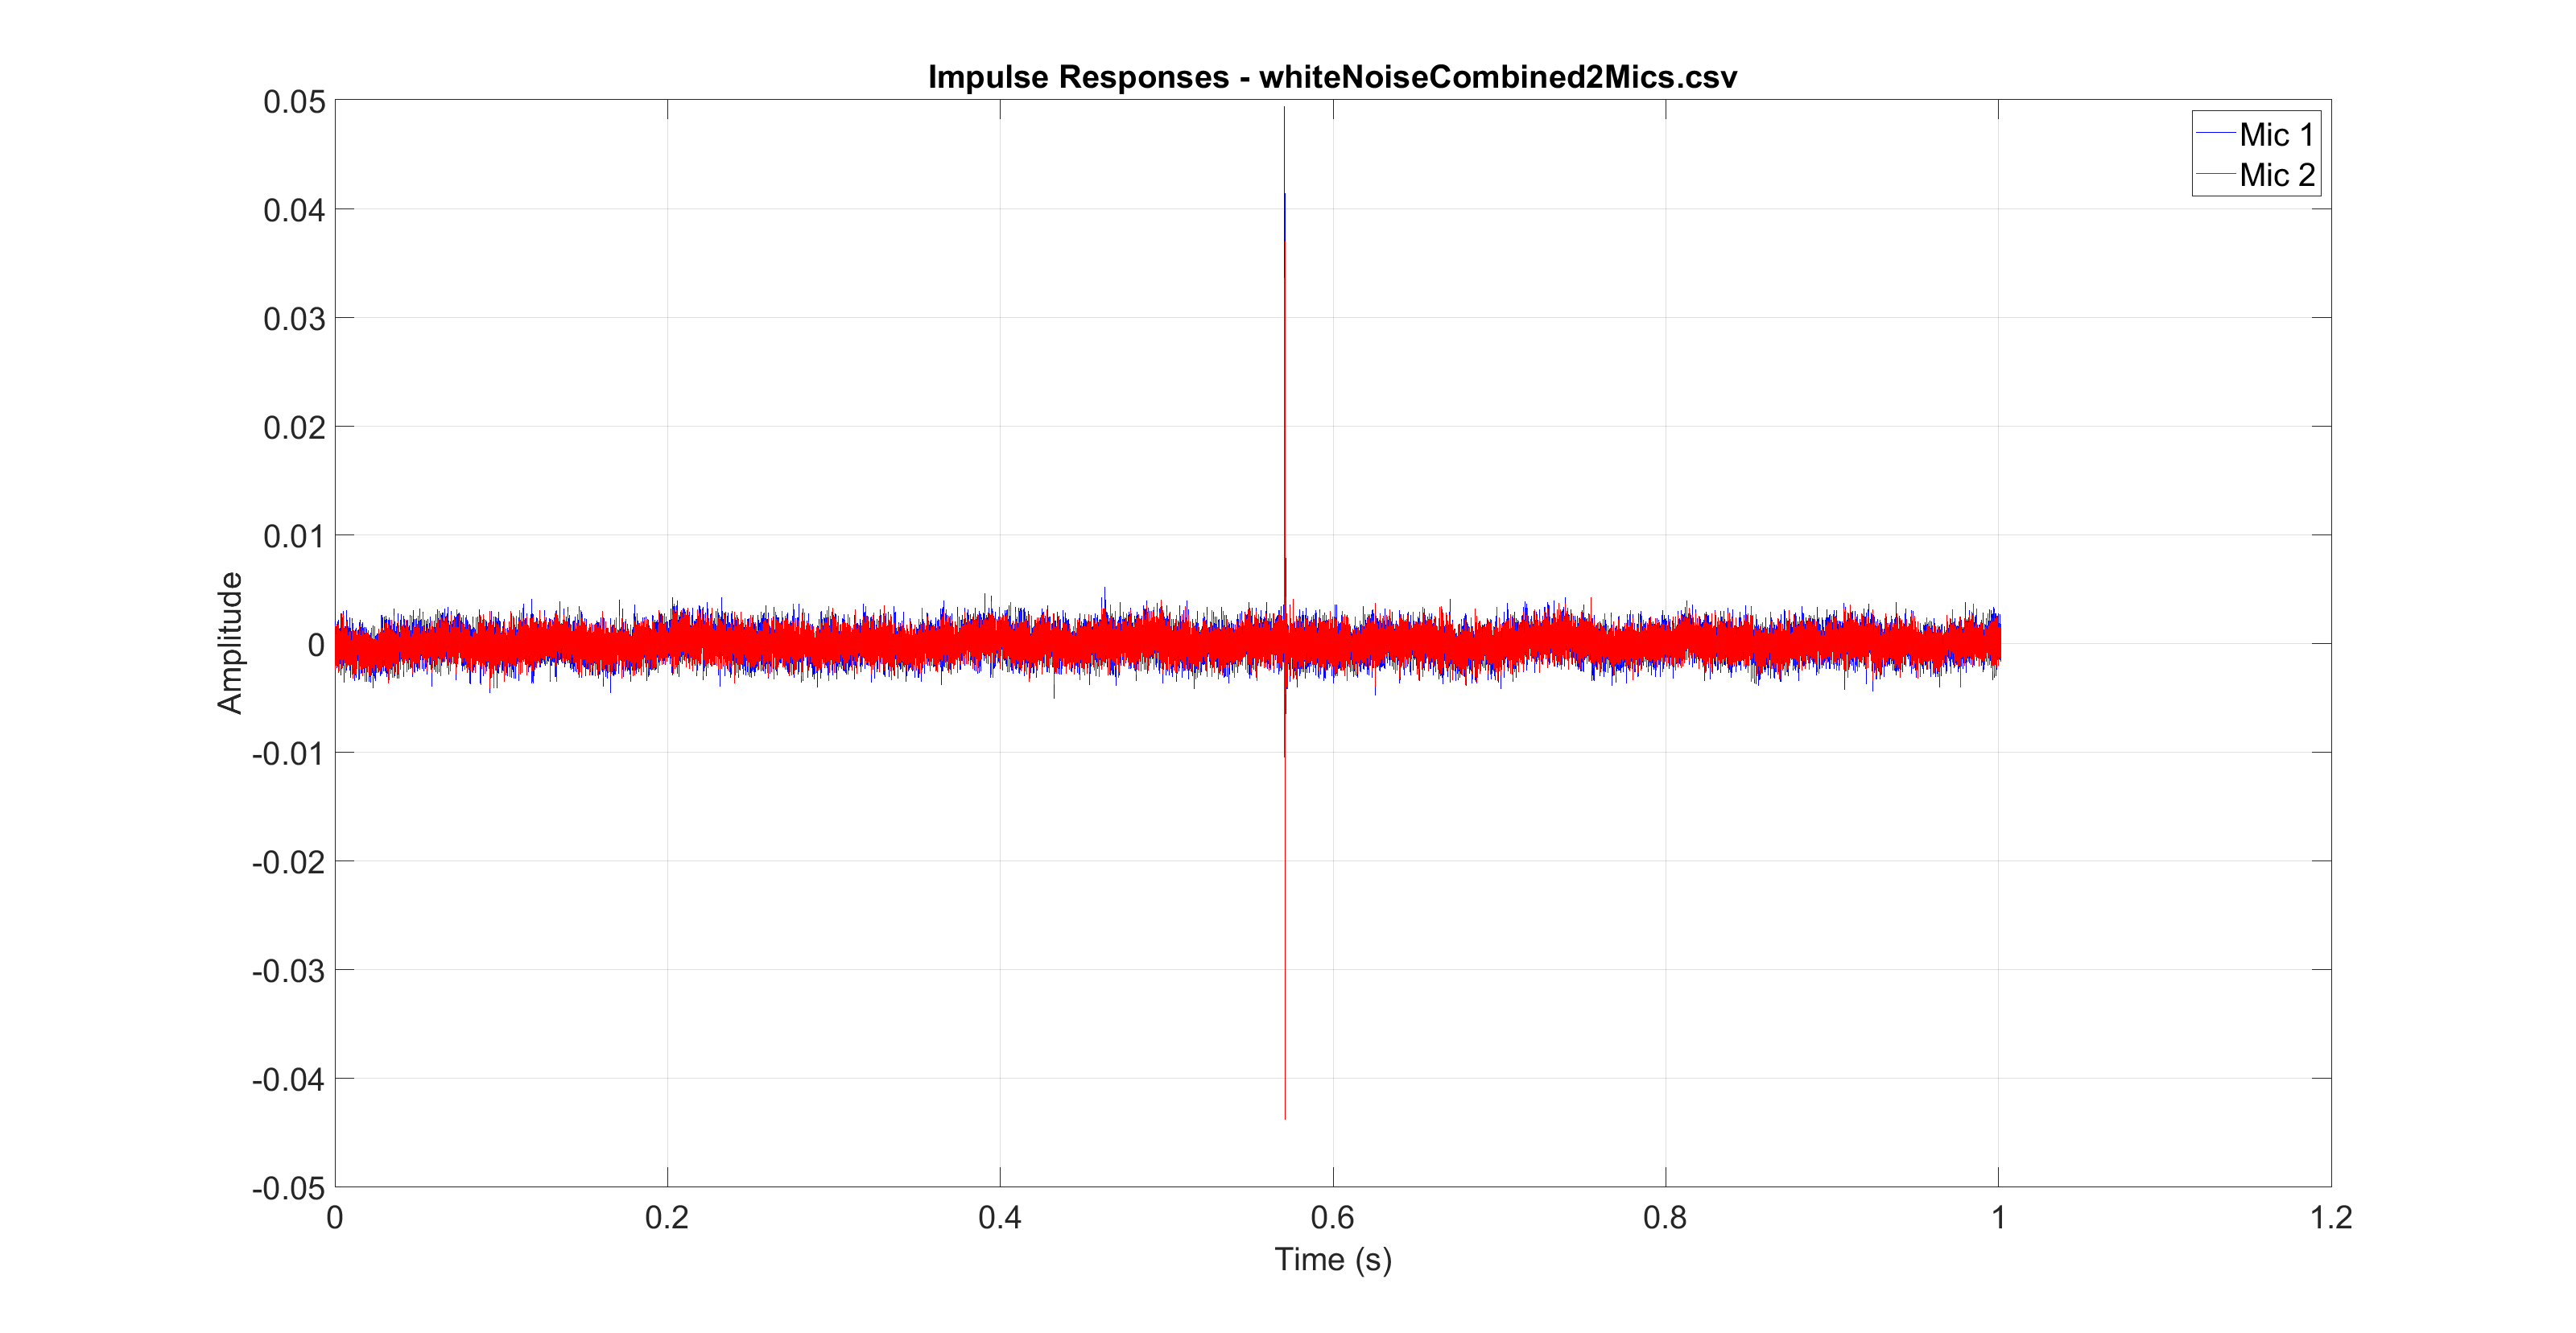 Impulse Responses - whiteNoiseCombined2Mics.csv
0.05
0.04
0.03
0.02
0.01
0
-0.01
-0.02
-0.03
-0.04
-0.05
Amplitude
Mic 1
Mic 2
0 0.2 0.4 0.6 0.8 1 1.2
Time (s)